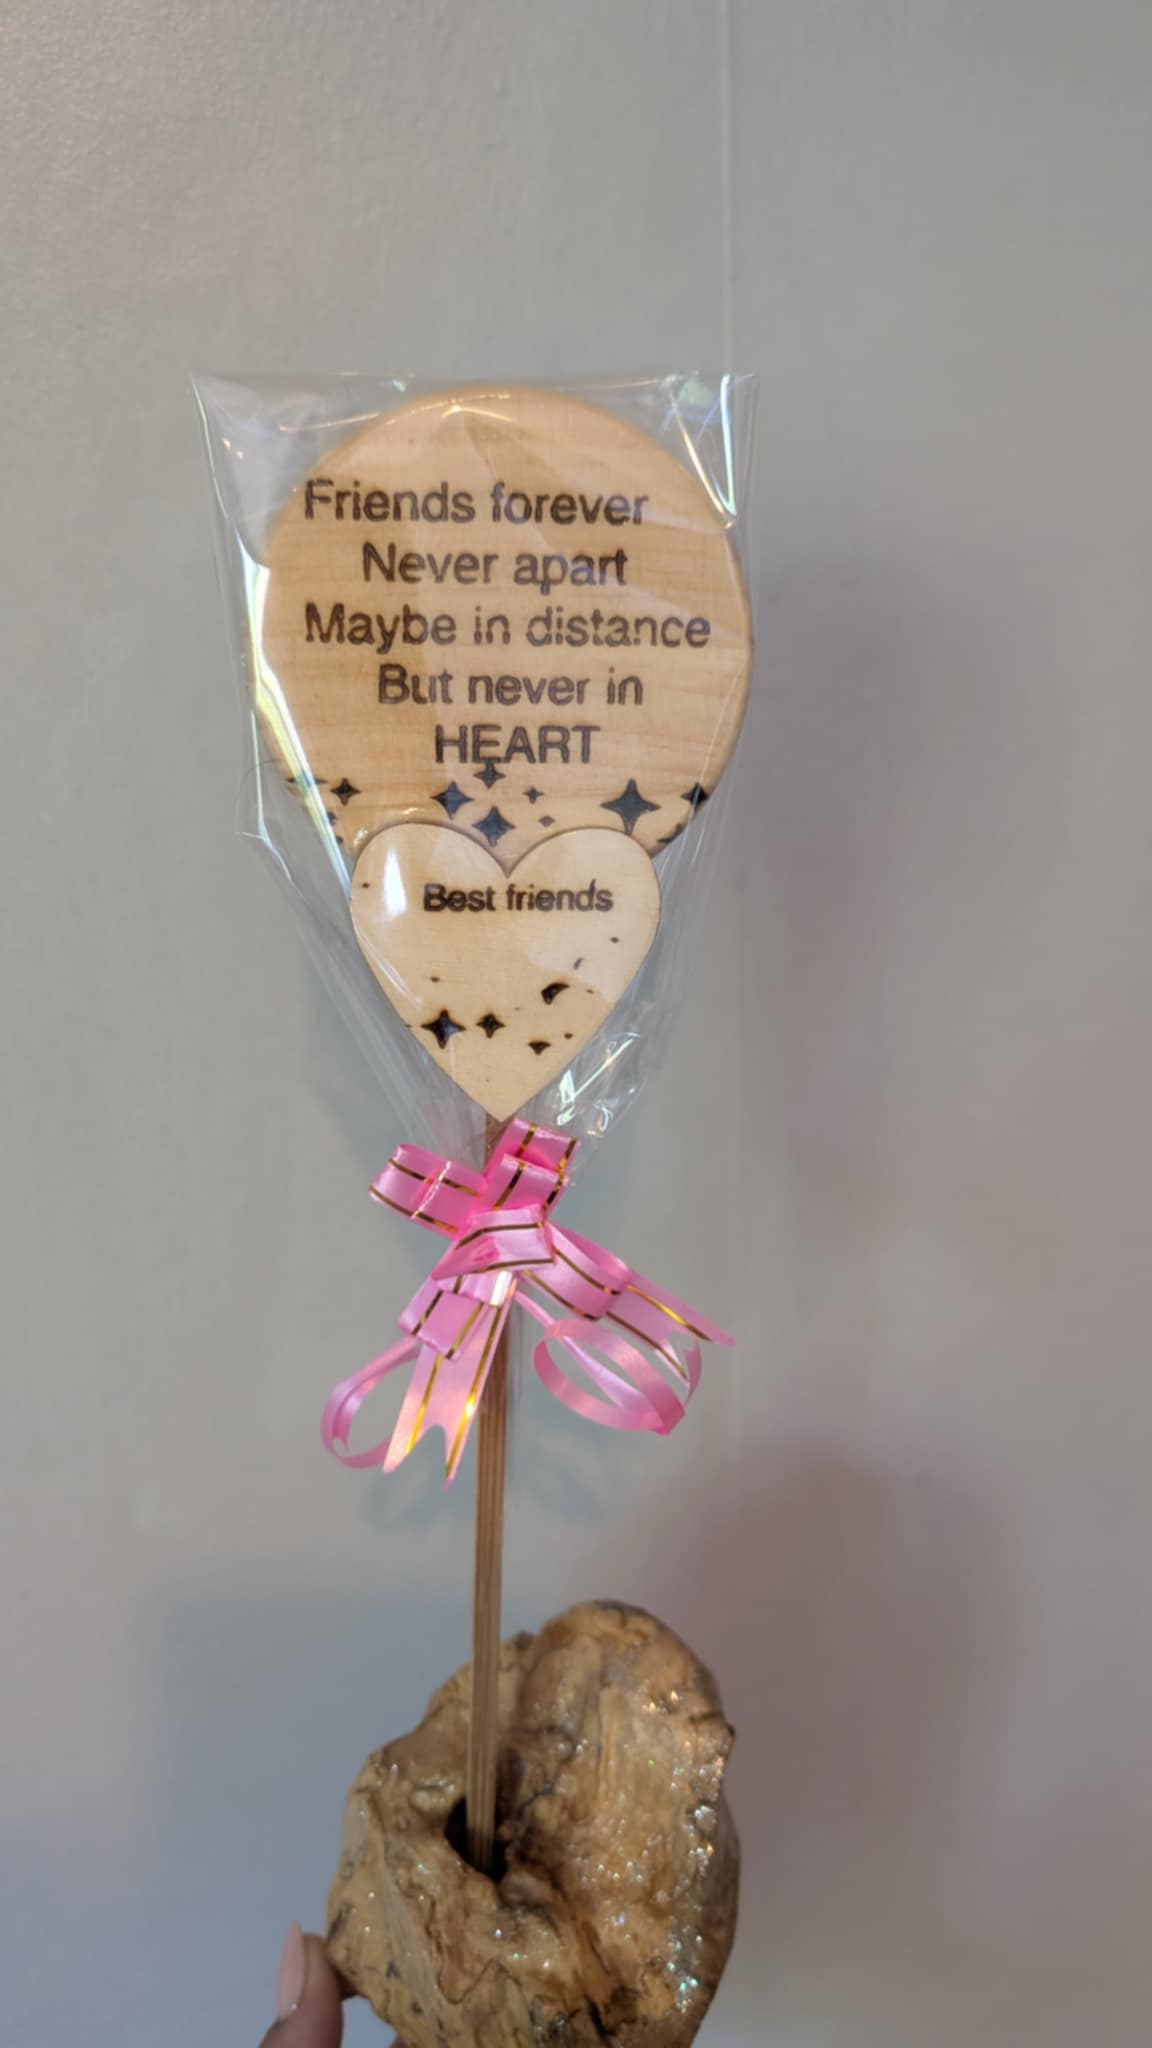 Friends forever
Never apart
Maybe in distance
But never in
HEART
Best friends